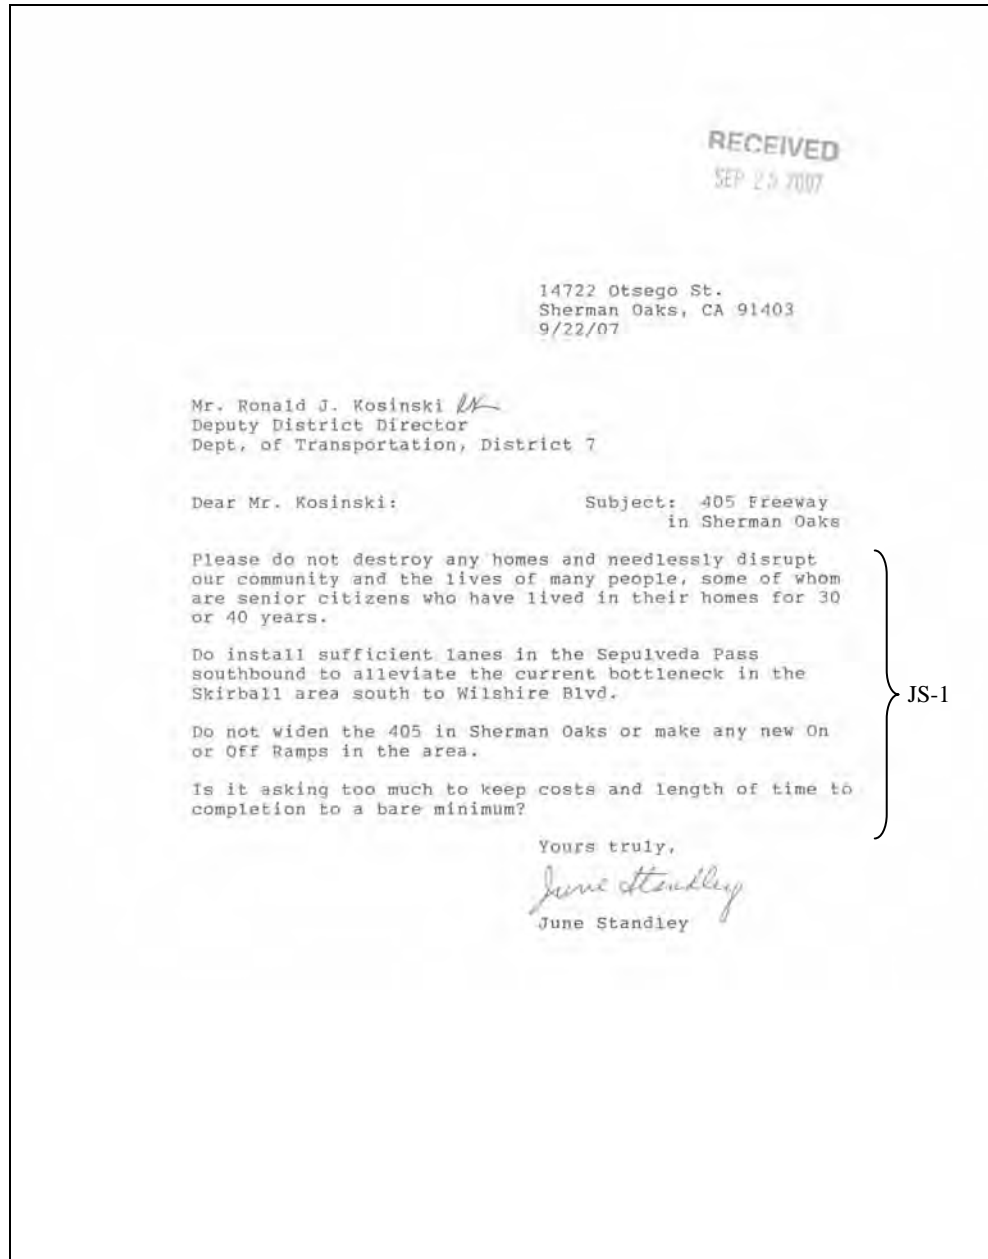 RECEIVED
SEP 25 2007
14722 Otsego St.
Sherman Oaks, CA 91403
9/22/07
Mr. Ronald J. Kosinski
Deputy District Director
Dept. of Transportation, District 7
Dear Mr. Kosinski:
Subject: 405 Freeway
in Sherman Oaks
Please do not destroy any homes and needlessly disrupt
our community and the lives of many people, some of whom
are senior citizens who have lived in their homes for 30
or 40 years.
Do install sufficient lanes in the Sepulveda Pass
southbound to alleviate the current bottleneck in the
Skirball area south to Wilshire Blvd.
JS-1
Do not widen the 405 in Sherman Oaks or make any new On
or Off Ramps in the area.
Is it asking too much to keep costs and length of time to
completion to a bare minimum?
Yours truly,
June Standley
June Standley